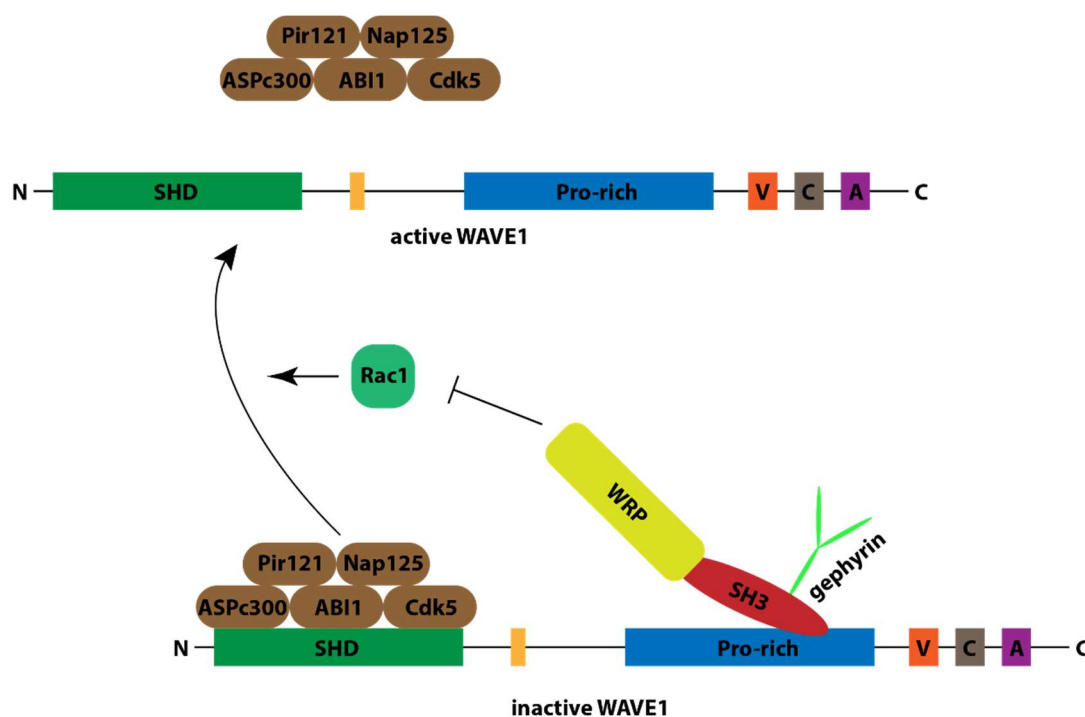 Pir121 Nap125
ASPc300 ABI1 Cdk5
N SHD Pro-rich V C A C
active WAVE1
Rac1
WRP
SH3
gephyrin
Pir121 Nap125
ASPc300 ABI1 Cdk5
N SHD Pro-rich V C A C
inactive WAVE1